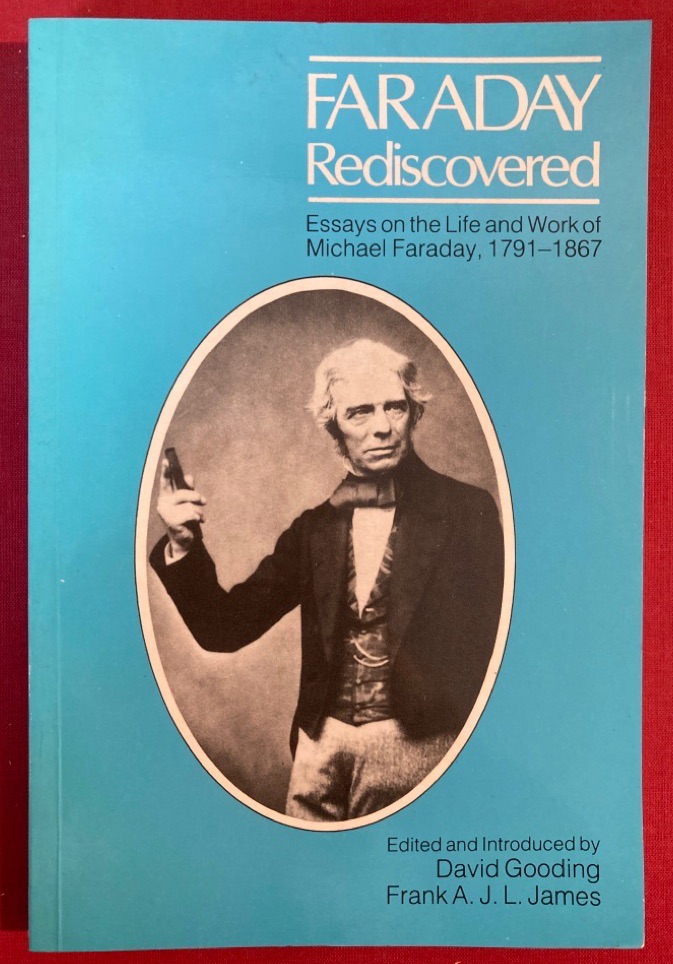 FARADAY
Rediscovered
Essays on the Life and Work of
Michael Faraday, 1791–1867
Edited and Introduced by
David Gooding
Frank A. J. L. James